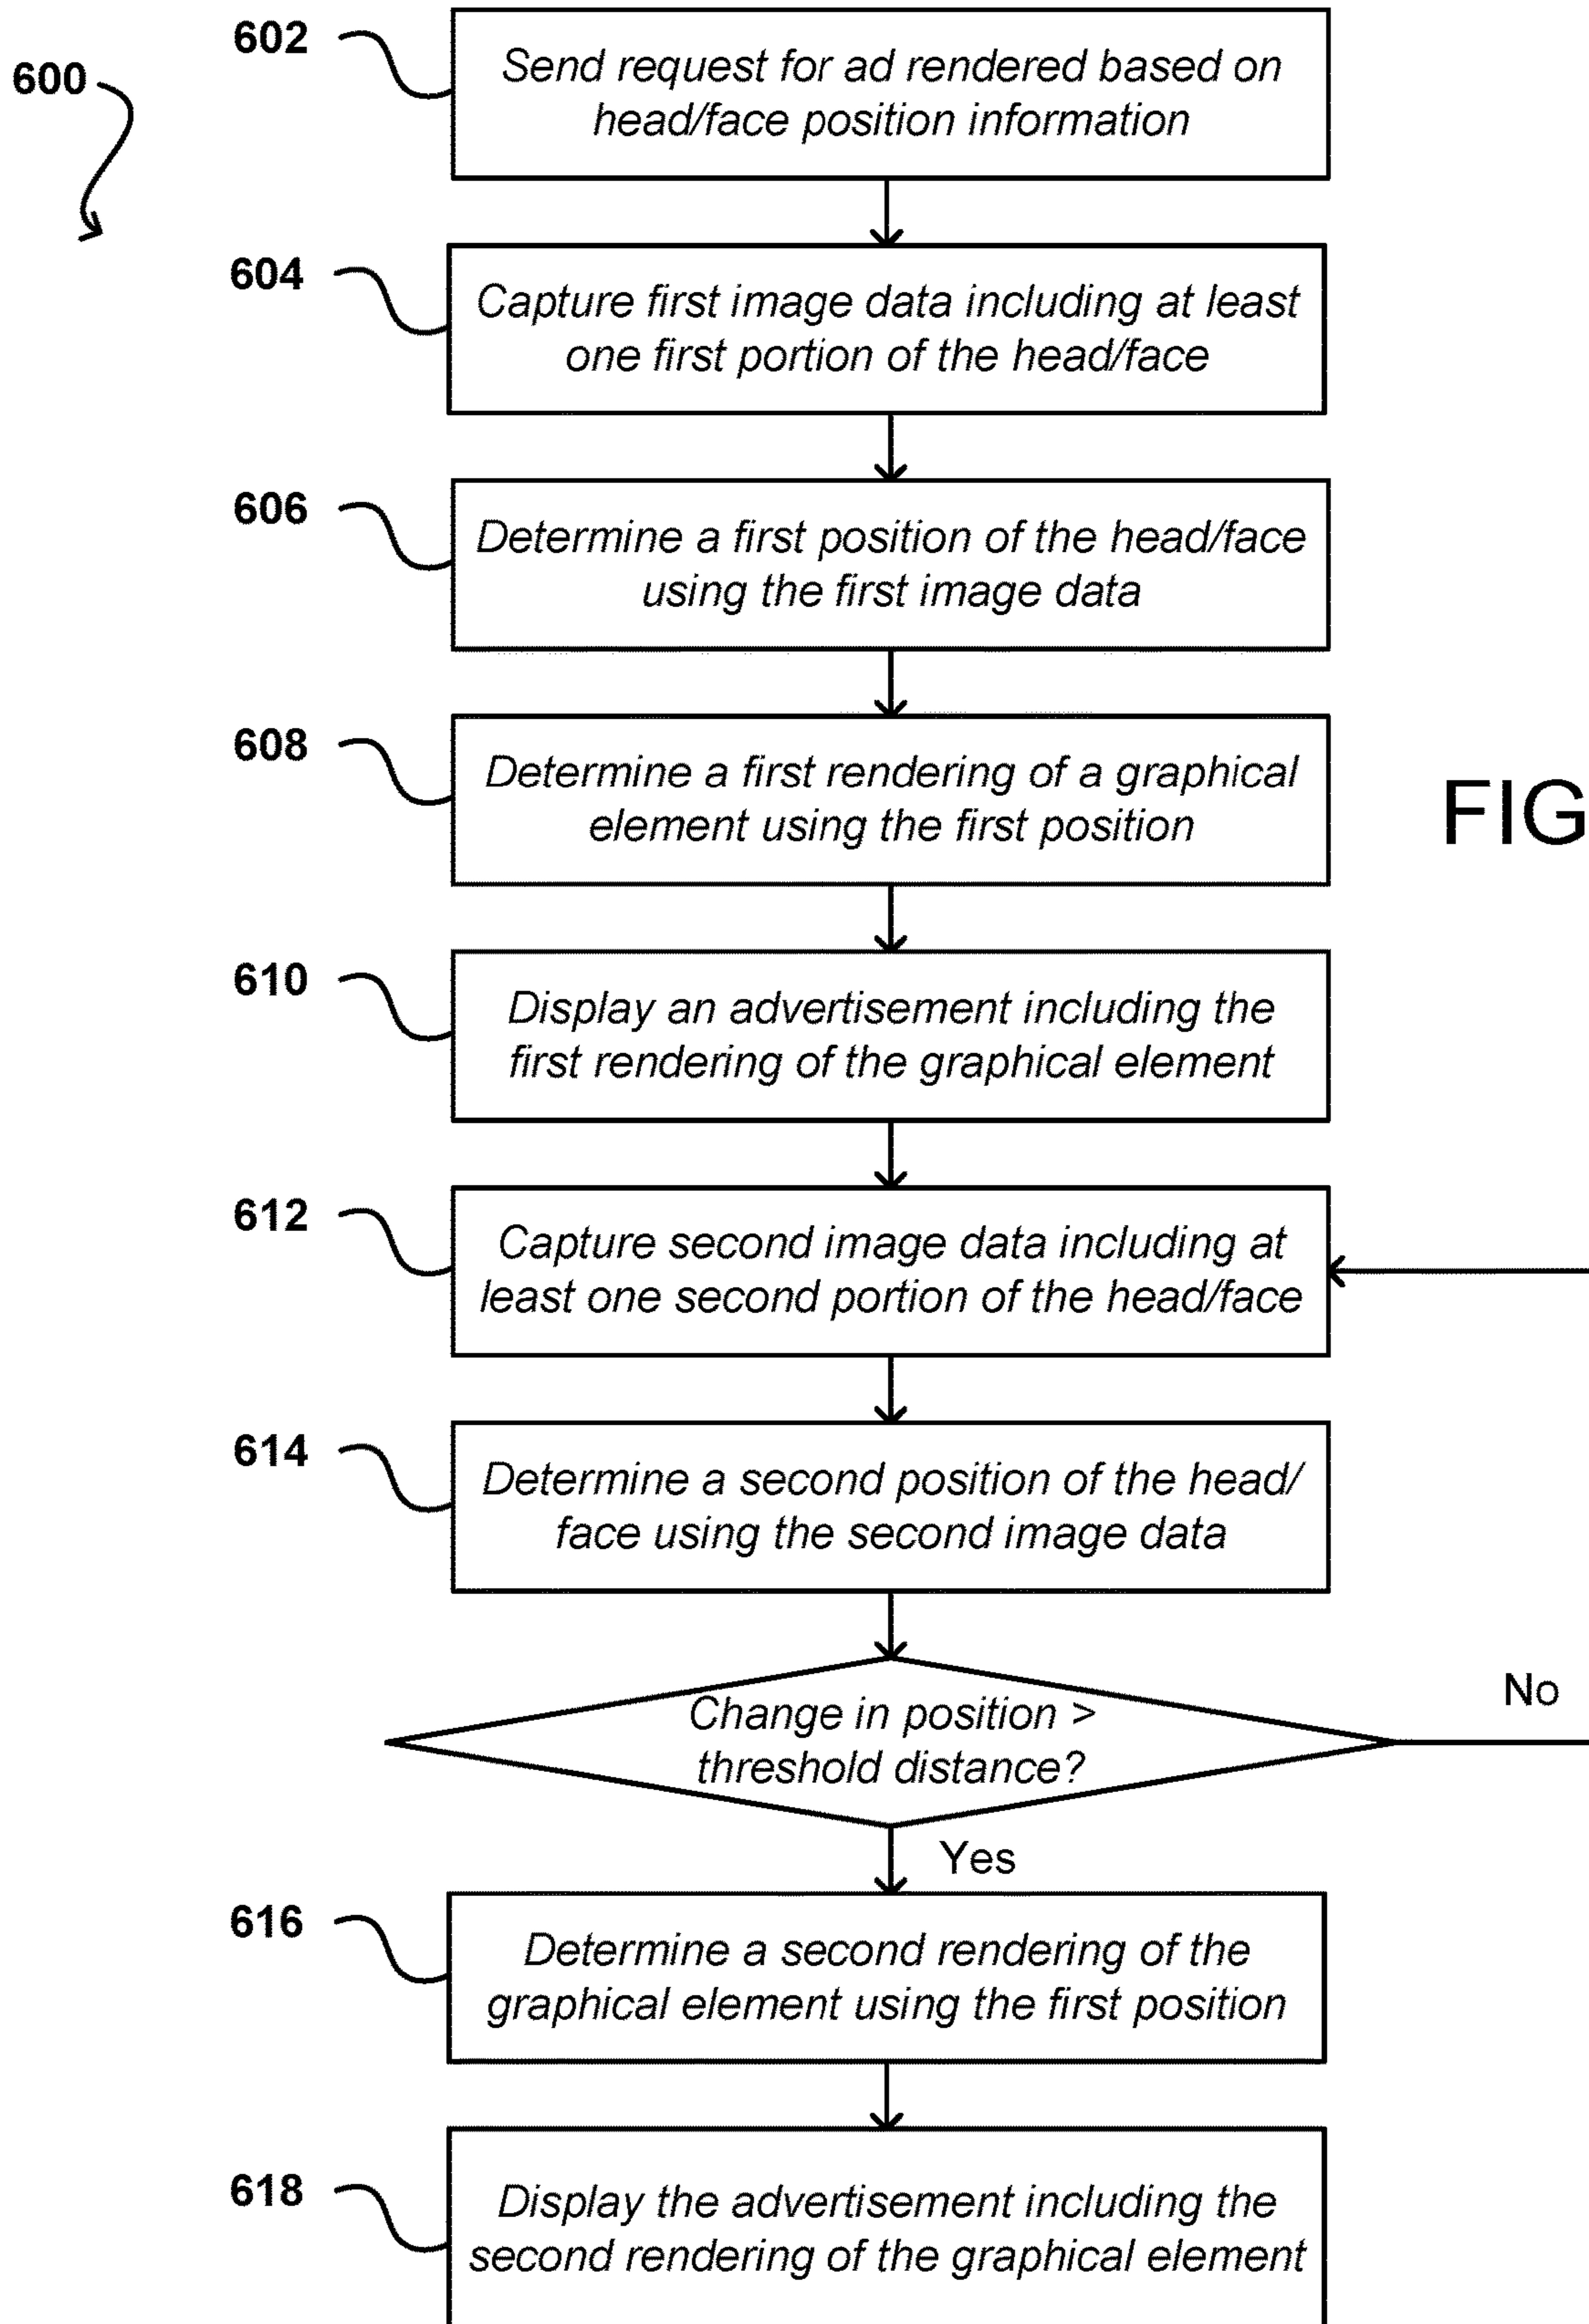 600
602
Send request for ad rendered based on
head/face position information
604
Capture first image data including at least
one first portion of the head/face
606
Determine a first position of the head/face
using the first image data
608
Determine a first rendering of a graphical
element using the first position
FIG
610
Display an advertisement including the
first rendering of the graphical element
612
Capture second image data including at
least one second portion of the head/face
614
Determine a second position of the head/
face using the second image data
Change in position >
threshold distance?
No
Yes
616
Determine a second rendering of the
graphical element using the first position
618
Display the advertisement including the
second rendering of the graphical element